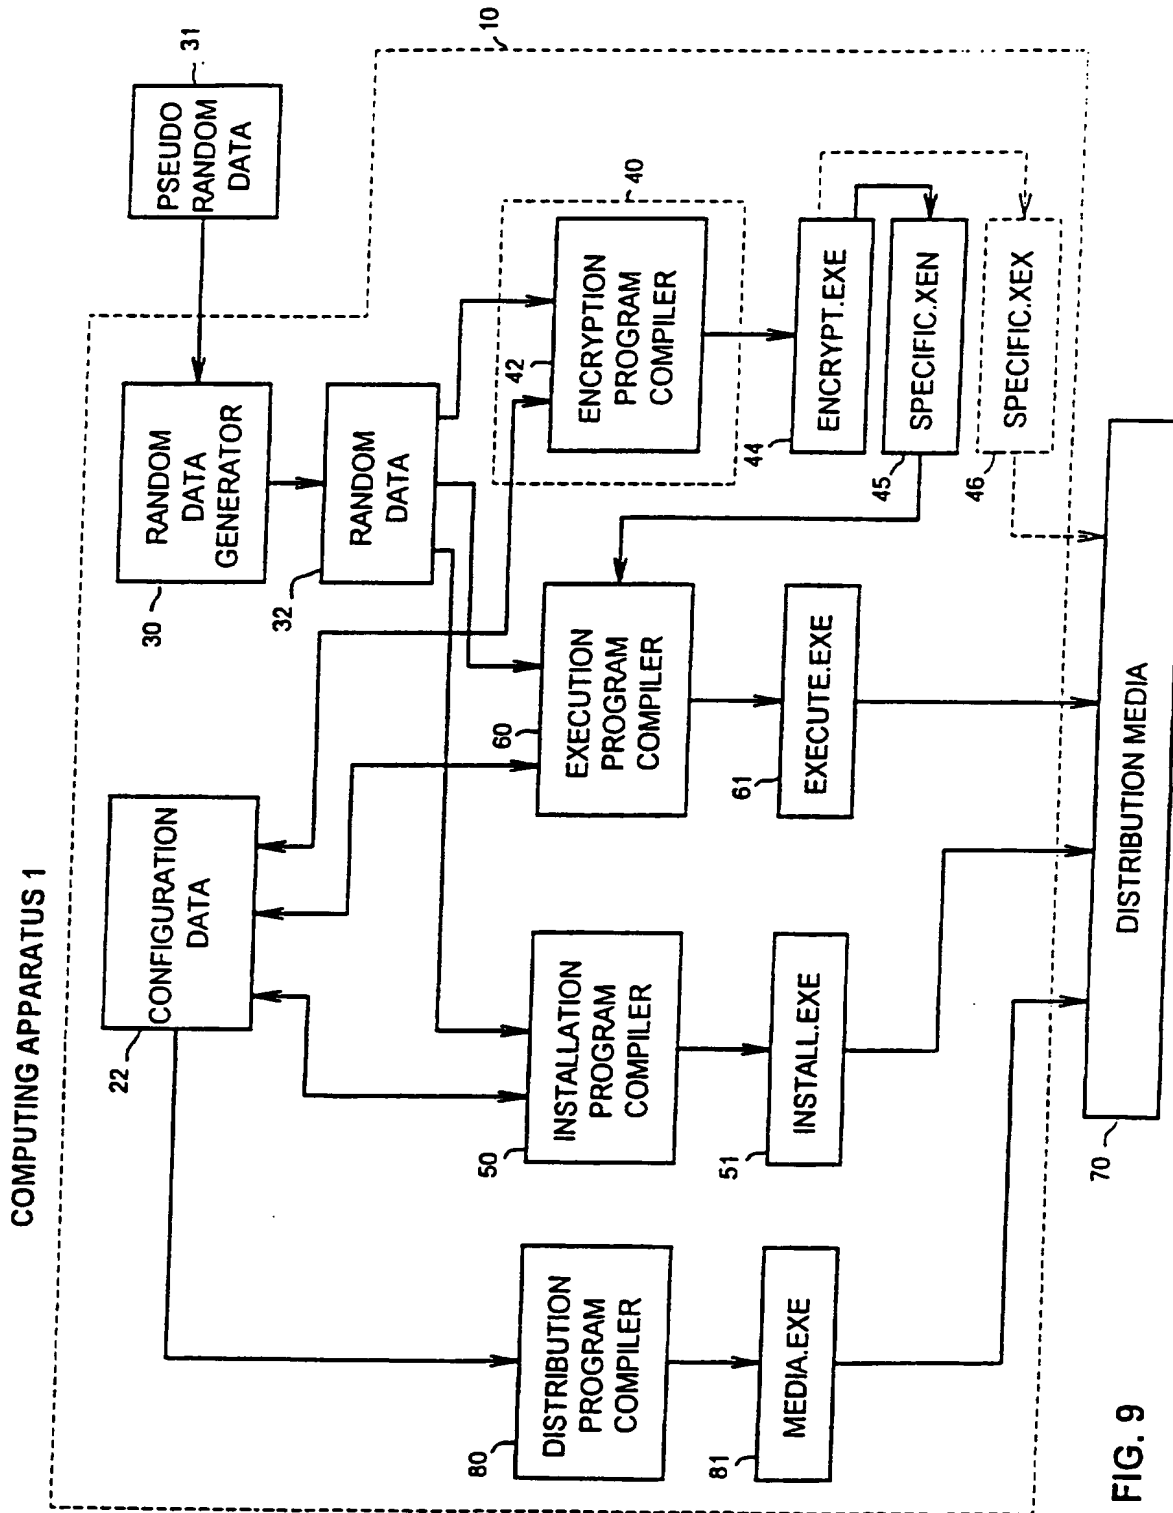 COMPUTING APPARATUS 1
10
31
PSEUDO
RANDOM
DATA
30
RANDOM
DATA
GENERATOR
32
RANDOM
DATA
22
CONFIGURATION
DATA
40
42
ENCRYPTION
PROGRAM
COMPILER
44
ENCRYPT.EXE
45
SPECIFIC.XEN
46
SPECIFIC.XEX
60
EXECUTION
PROGRAM
COMPILER
61
EXECUTE.EXE
50
INSTALLATION
PROGRAM
COMPILER
51
INSTALL.EXE
80
DISTRIBUTION
PROGRAM
COMPILER
81
MEDIA.EXE
70
DISTRIBUTION MEDIA
FIG. 9